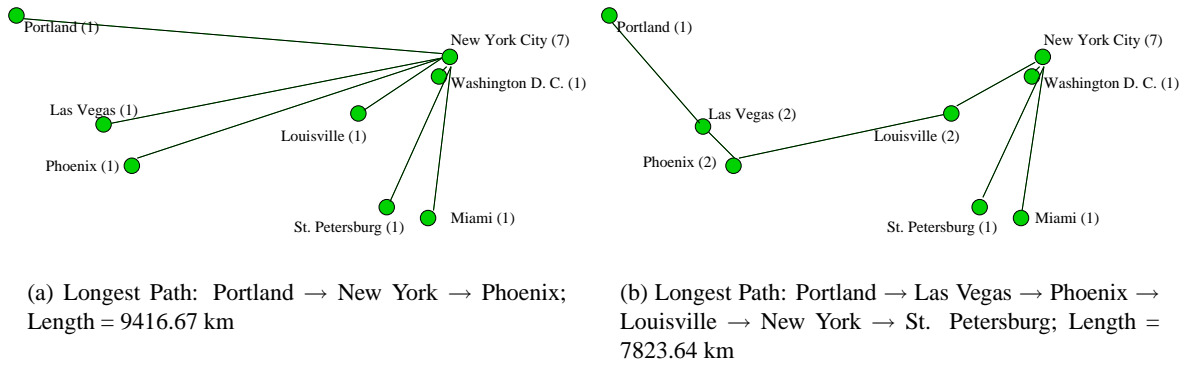 Portland (1)
New York City (7)
Washington D. C. (1)
Las Vegas (1)
Louisville (1)
Phoenix (1)
St. Petersburg (1)
Miami (1)
(a) Longest Path: Portland → New York → Phoenix;
Length = 9416.67 km
Portland (1)
New York City (7)
Washington D. C. (1)
Las Vegas (2)
Louisville (2)
Phoenix (2)
St. Petersburg (1)
Miami (1)
(b) Longest Path: Portland → Las Vegas → Phoenix →
Louisville → New York → St. Petersburg; Length =
7823.64 km